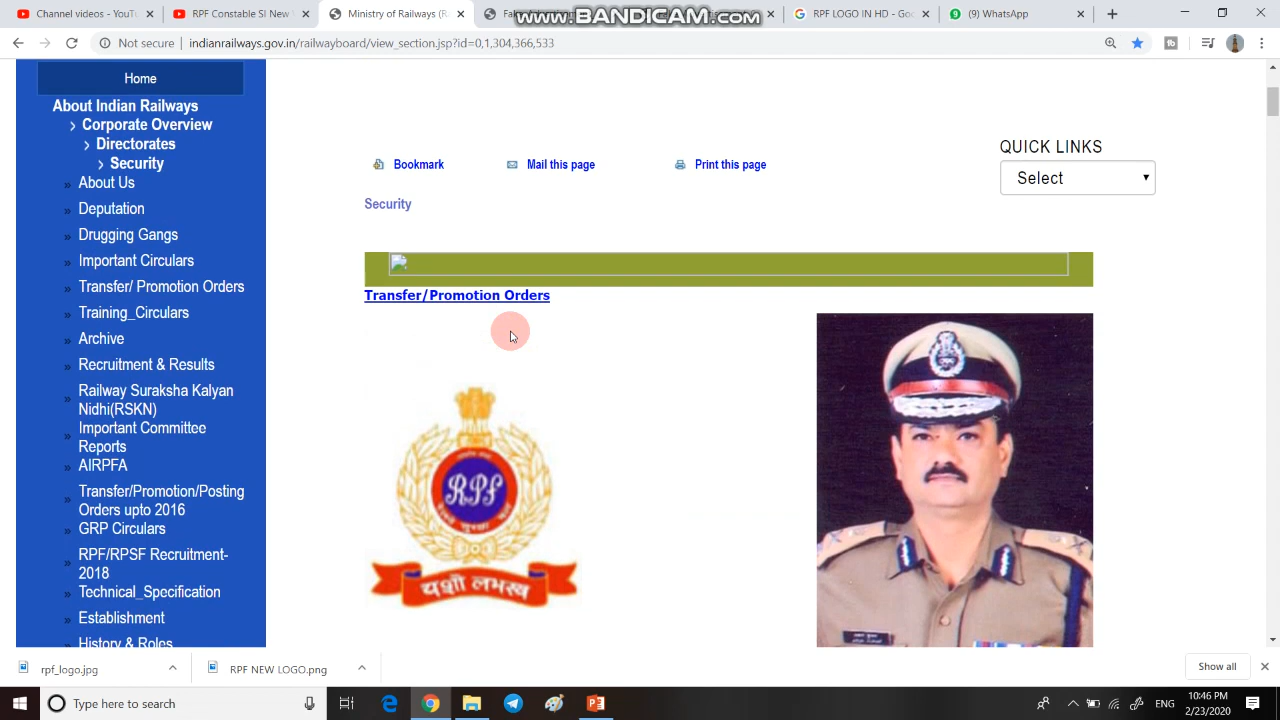 www.BANDICAM.com
Constable Result
YouTube
RPF Constable 20 New V
Ministry of Railways (R
RPF LOGO IN HD - Goo
(9) WhatsApp
Not secure
indianrailways.gov.in/railwayboard/view_section.jsp?id=0,1,304,366,533
Home
About Indian Railways
Corporate Overview
Directorates
Security
About Us
Deputation
Drugging Gangs
Important Circulars
Transfer/ Promotion Orders
Training_Circulars
Archive
Recruitment & Results
Railway Suraksha Kalyan
Nidhi(RSKN)
Important Committee
Reports
AIRPFA
Transfer/Promotion/Posting
Orders upto 2016
GRP Circulars
RPF/RPSF Recruitment-
2018
Technical_Specification
Establishment
History & Roles
Bookmark
Mail this page
Print this page
QUICK LINKS
Select
Security
Transfer/Promotion Orders
RPF
यशो लभस्व
rpf_logo.jpg
RPF NEW LOGO.png
Show all
Type here to search
ENG
10:46 PM
2/23/2020